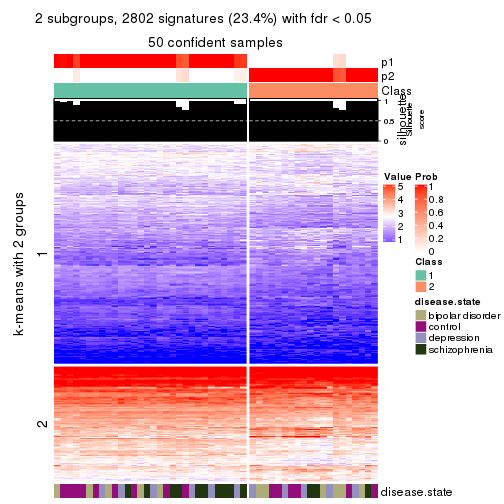 2 subgroups, 2802 signatures (23.4%) with fdr < 0.05
50 confident samples
p1
p2
Class
1
0.5
0
silhouette
Silhouette
score
k-means with 2 groups
1
2
disease.state
Value
5
4
3
2
1
Prob
1
0.8
0.6
0.4
0.2
0
Class
1
2
disease.state
bipolar disorder
control
depression
schizophrenia